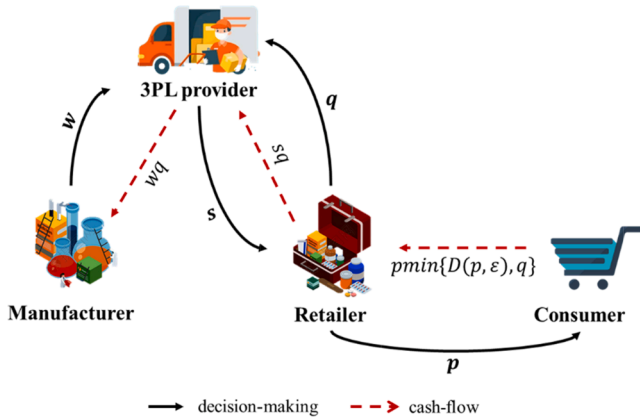 3PL provider
w
q
wq
sq
s
pmin{D(p, ε), q}
Manufacturer
Retailer
Consumer
p
decision-making
cash-flow